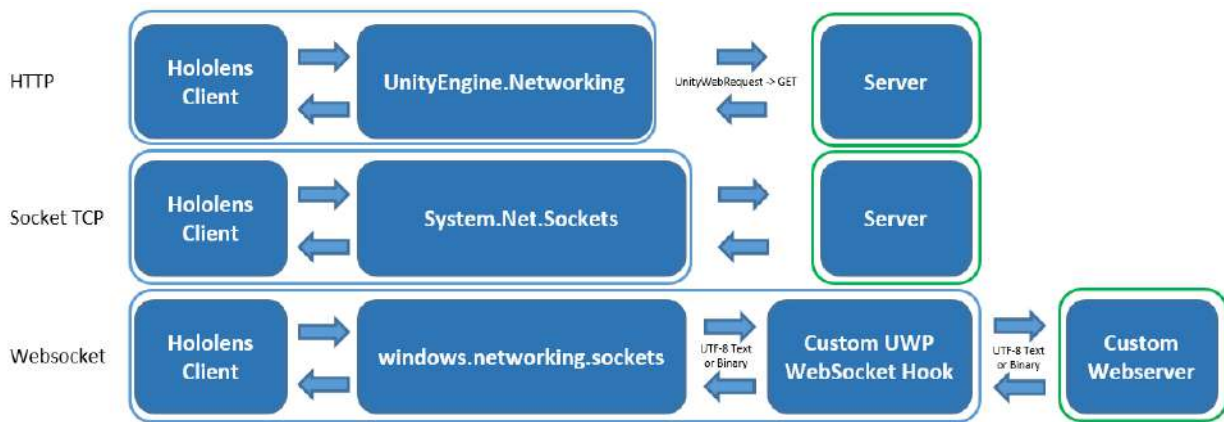 HTTP
Hololens
Client
UnityEngine.Networking
UnityWebRequest -> GET
Server
Socket TCP
Hololens
Client
System.Net.Sockets
Server
Websocket
Hololens
Client
windows.networking.sockets
UTF-8 Text
or Binary
Custom UWP
WebSocket Hook
UTF-8 Text
or Binary
Custom
Webserver